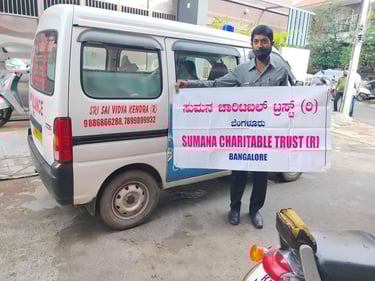 SRI SAI VIDYA KENDRA (R)
9886866288, 7899899932
ಸುಮನ ಚಾರಿಟಬಲ್ ಟ್ರಸ್ಟ್ (ರಿ)
ಬೆಂಗಳೂರು
SUMANA CHARITABLE TRUST (R)
BANGALORE